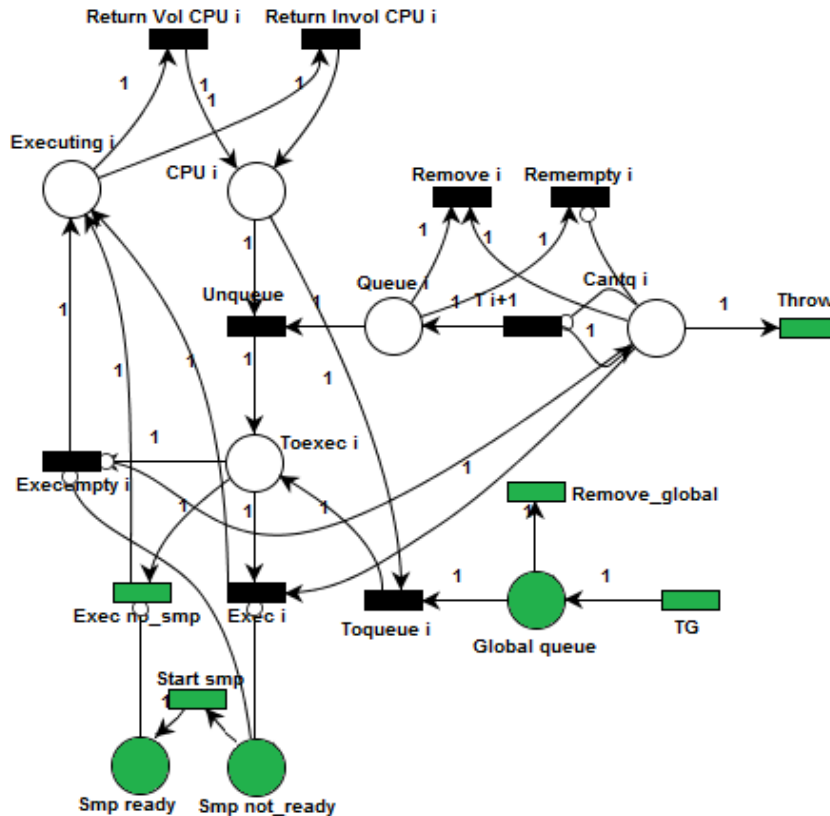 Return Vol CPU i
Return Invol CPU i
1
1
1
1
Executing i
CPU i
Remove i
Remempty i
1
1
1
1
Queue i
Cantq i
Unqueue
1
1
T i+1
1
1
Throw
1
1
1
1
Toexec i
1
1
Execempty i
1
1
1
1
Remove_global
1
1
1
Exec no_smp
Exec i
Toqueue i
Global queue
TG
Start smp
1
Smp ready
Smp not_ready